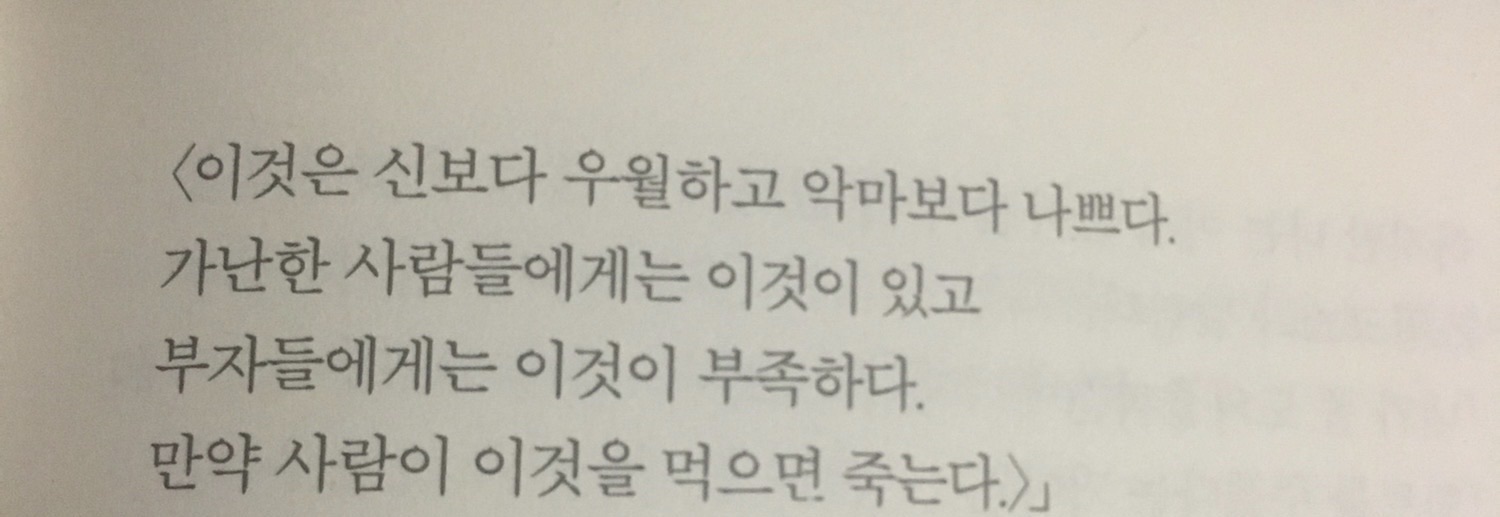 〈이것은 신보다 우월하고 악마보다 나쁘다.
가난한 사람들에게는 이것이 있고
부자들에게는 이것이 부족하다.
만약 사람이 이것을 먹으면 죽는다.〉」